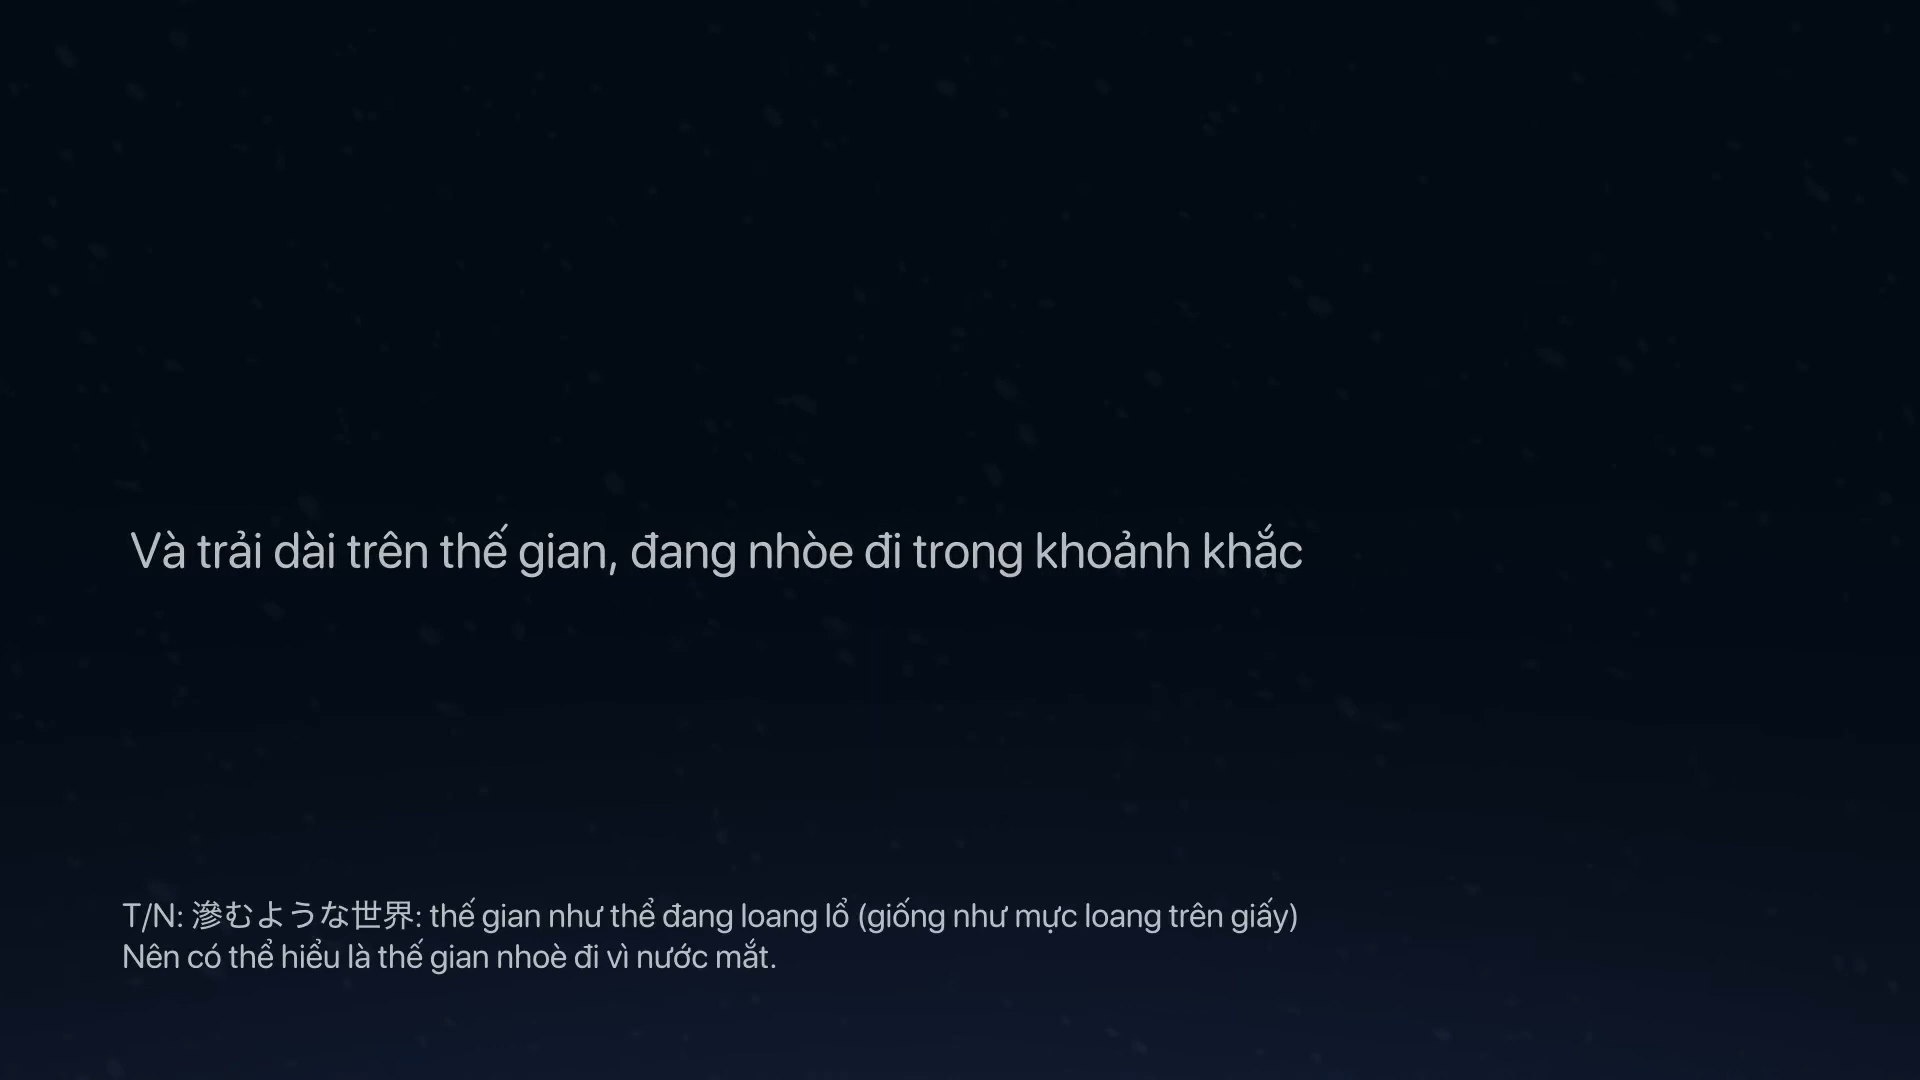 Và trải dài trên thế gian, đang nhòe đi trong khoảnh khắc
T/N: 滲むような世界: thế gian như thể đang loang lổ (giống như mực loang trên giấy)
Nên có thể hiểu là thế gian nhoè đi vì nước mắt.